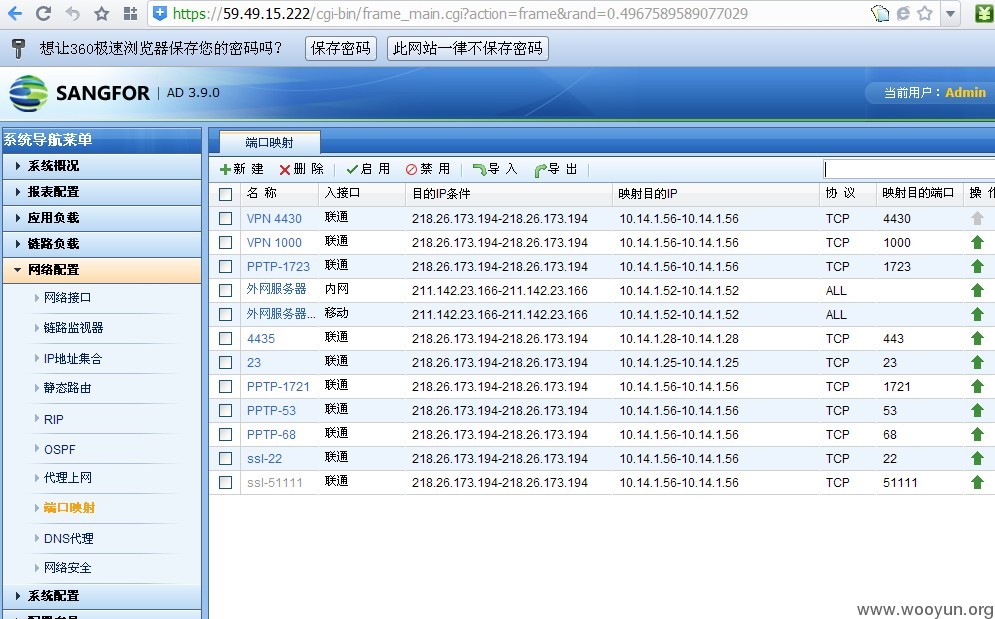 https://59.49.15.222/cgi-bin/frame_main.cgi?action=frame&rand=0.4967589589077029
想让360极速浏览器保存您的密码吗?
保存密码
此网站一律不保存密码
SANGFOR | AD 3.9.0
当前用户：Admin
系统导航菜单
系统概况
报表配置
应用负载
链路负载
网络配置
网络接口
链路监视器
IP地址集合
静态路由
RIP
OSPF
代理上网
端口映射
DNS代理
网络安全
系统配置
端口映射
新 建 删 除 启 用 禁 用 导 入 导 出
名 称 入接口 目的IP条件 映射目的IP 协 议 映射目的端口 操 作
VPN 4430 联通 218.26.173.194-218.26.173.194 10.14.1.56-10.14.1.56 TCP 4430
VPN 1000 联通 218.26.173.194-218.26.173.194 10.14.1.56-10.14.1.56 TCP 1000
PPTP-1723 联通 218.26.173.194-218.26.173.194 10.14.1.56-10.14.1.56 TCP 1723
外网服务器 内网 211.142.23.166-211.142.23.166 10.14.1.52-10.14.1.52 ALL
外网服务器... 移动 211.142.23.166-211.142.23.166 10.14.1.52-10.14.1.52 ALL
4435 联通 218.26.173.194-218.26.173.194 10.14.1.28-10.14.1.28 TCP 443
23 联通 218.26.173.194-218.26.173.194 10.14.1.25-10.14.1.25 TCP 23
PPTP-1721 联通 218.26.173.194-218.26.173.194 10.14.1.56-10.14.1.56 TCP 1721
PPTP-53 联通 218.26.173.194-218.26.173.194 10.14.1.56-10.14.1.56 TCP 53
PPTP-68 联通 218.26.173.194-218.26.173.194 10.14.1.56-10.14.1.56 TCP 68
ssl-22 联通 218.26.173.194-218.26.173.194 10.14.1.56-10.14.1.56 TCP 22
ssl-51111 联通 218.26.173.194-218.26.173.194 10.14.1.56-10.14.1.56 TCP 51111
www.wooyun.org